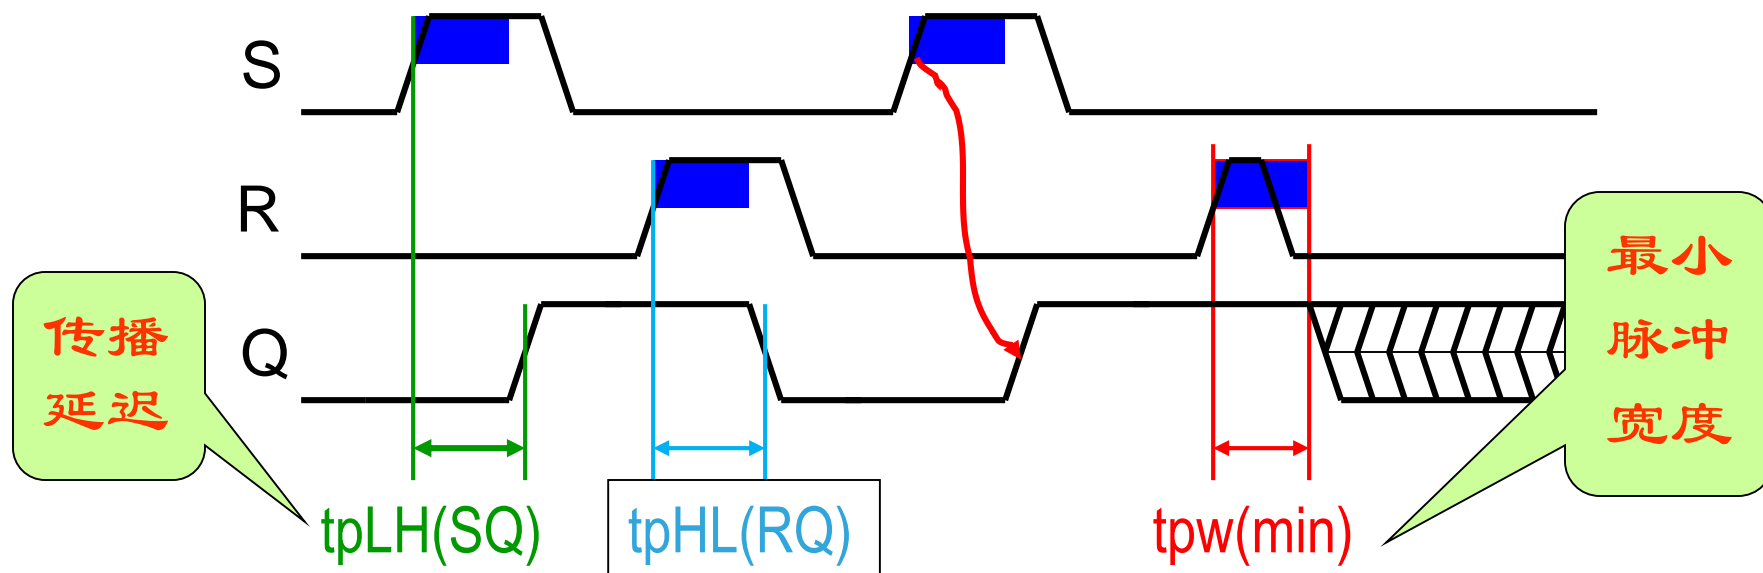 S
R
Q
传播
延迟
最小
脉冲
宽度
tpLH(SQ)
tpHL(RQ)
tpw(min)